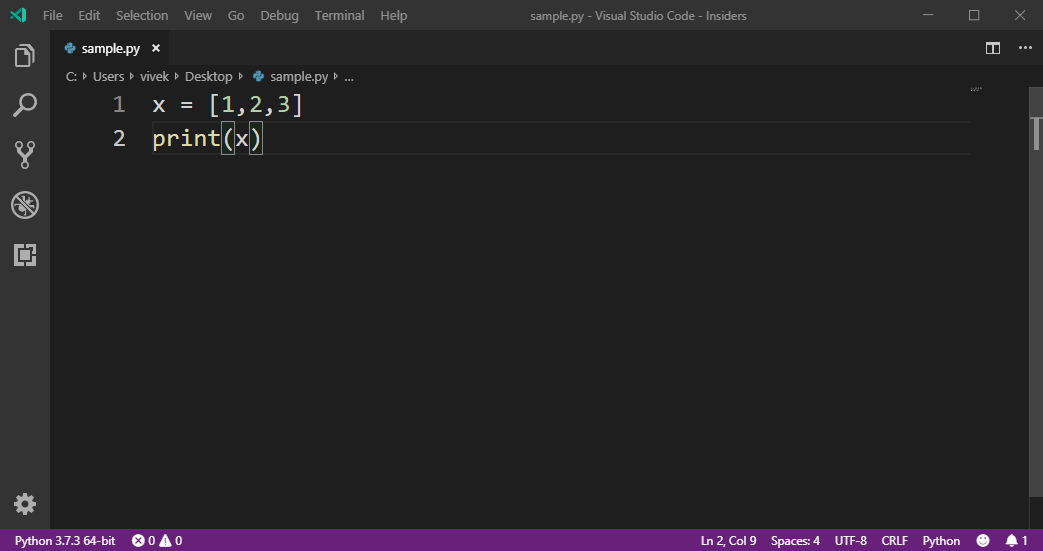 File Edit Selection View Go Debug Terminal Help sample.py - Visual Studio Code - Insiders
sample.py
C: Users vivek Desktop sample.py ...
1 x = [1,2,3]
2 print(x)
Python 3.7.3 64-bit 0 0 Ln 2, Col 9 Spaces: 4 UTF-8 CRLF Python 1